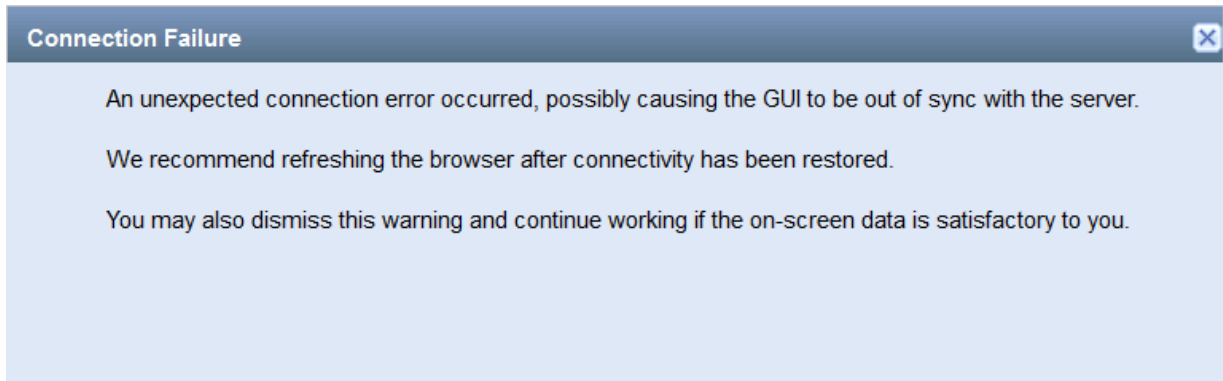 Connection Failure
An unexpected connection error occurred, possibly causing the GUI to be out of sync with the server.
We recommend refreshing the browser after connectivity has been restored.
You may also dismiss this warning and continue working if the on-screen data is satisfactory to you.